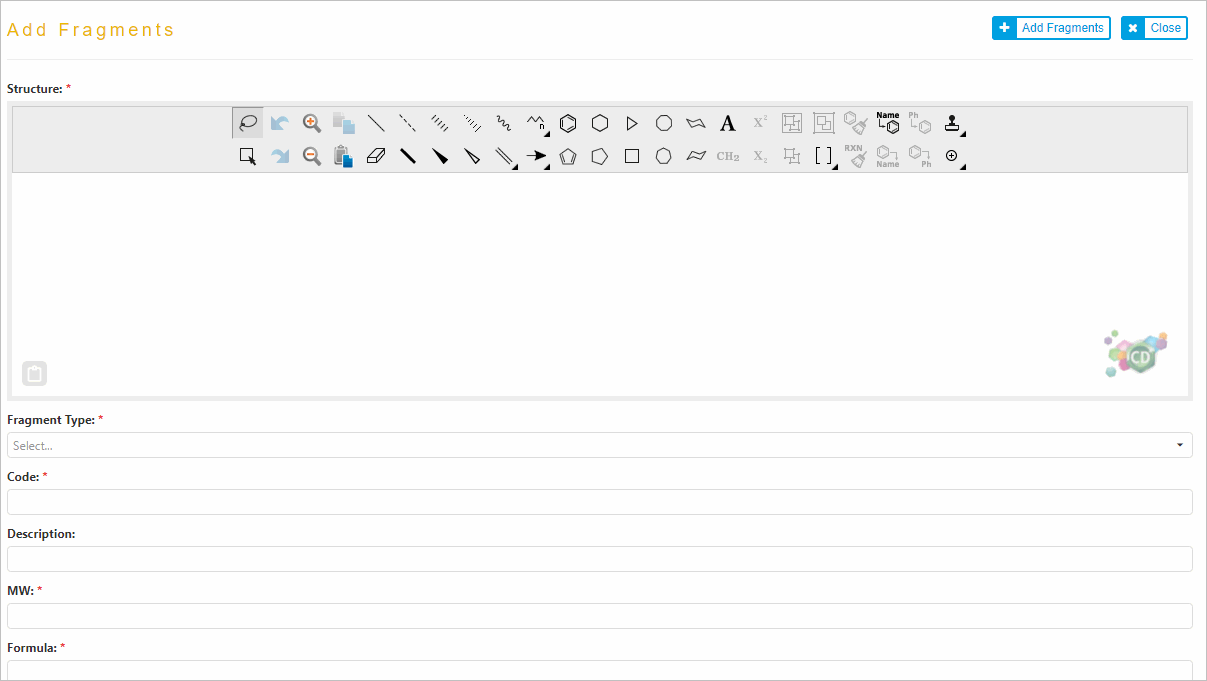 Add Fragments
Add Fragments
Close
Structure: *
n
A
X²
Name
Ph
CH₂
X₂
[ ]
RXN
Name
Ph
CD
Fragment Type: *
Select...
Code: *
Description:
MW: *
Formula: *